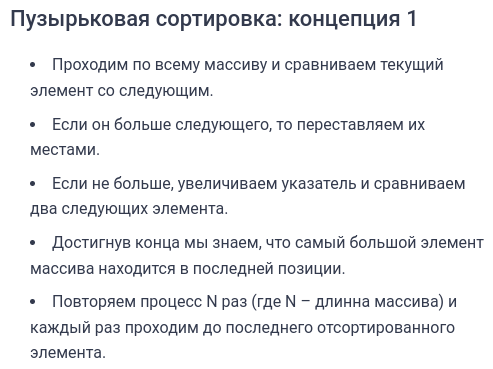 Пузырьковая сортировка: концепция 1
• Проходим по всему массиву и сравниваем текущий
элемент со следующим.
• Если он больше следующего, то переставляем их
местами.
• Если не больше, увеличиваем указатель и сравниваем
два следующих элемента.
• Достигнув конца мы знаем, что самый большой элемент
массива находится в последней позиции.
• Повторяем процесс N раз (где N – длинна массива) и
каждый раз проходим до последнего отсортированного
элемента.